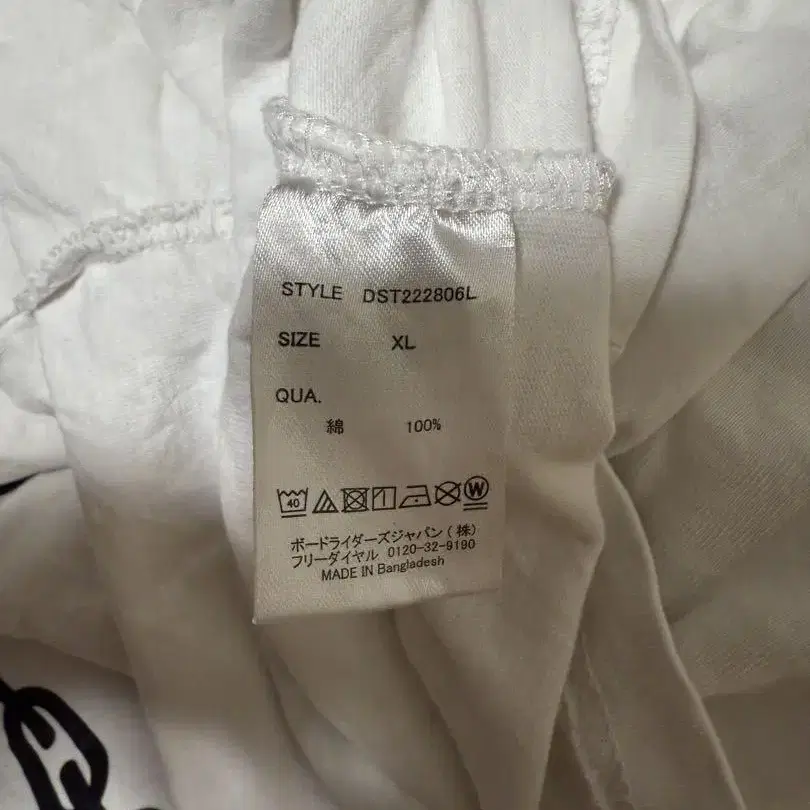 STYLE DST222806L
SIZE XL
QUA.
綿 100%
40 W
ボードライダーズジャパン(株)
フリーダイヤル 0120-32-9190
MADE IN Bangladesh